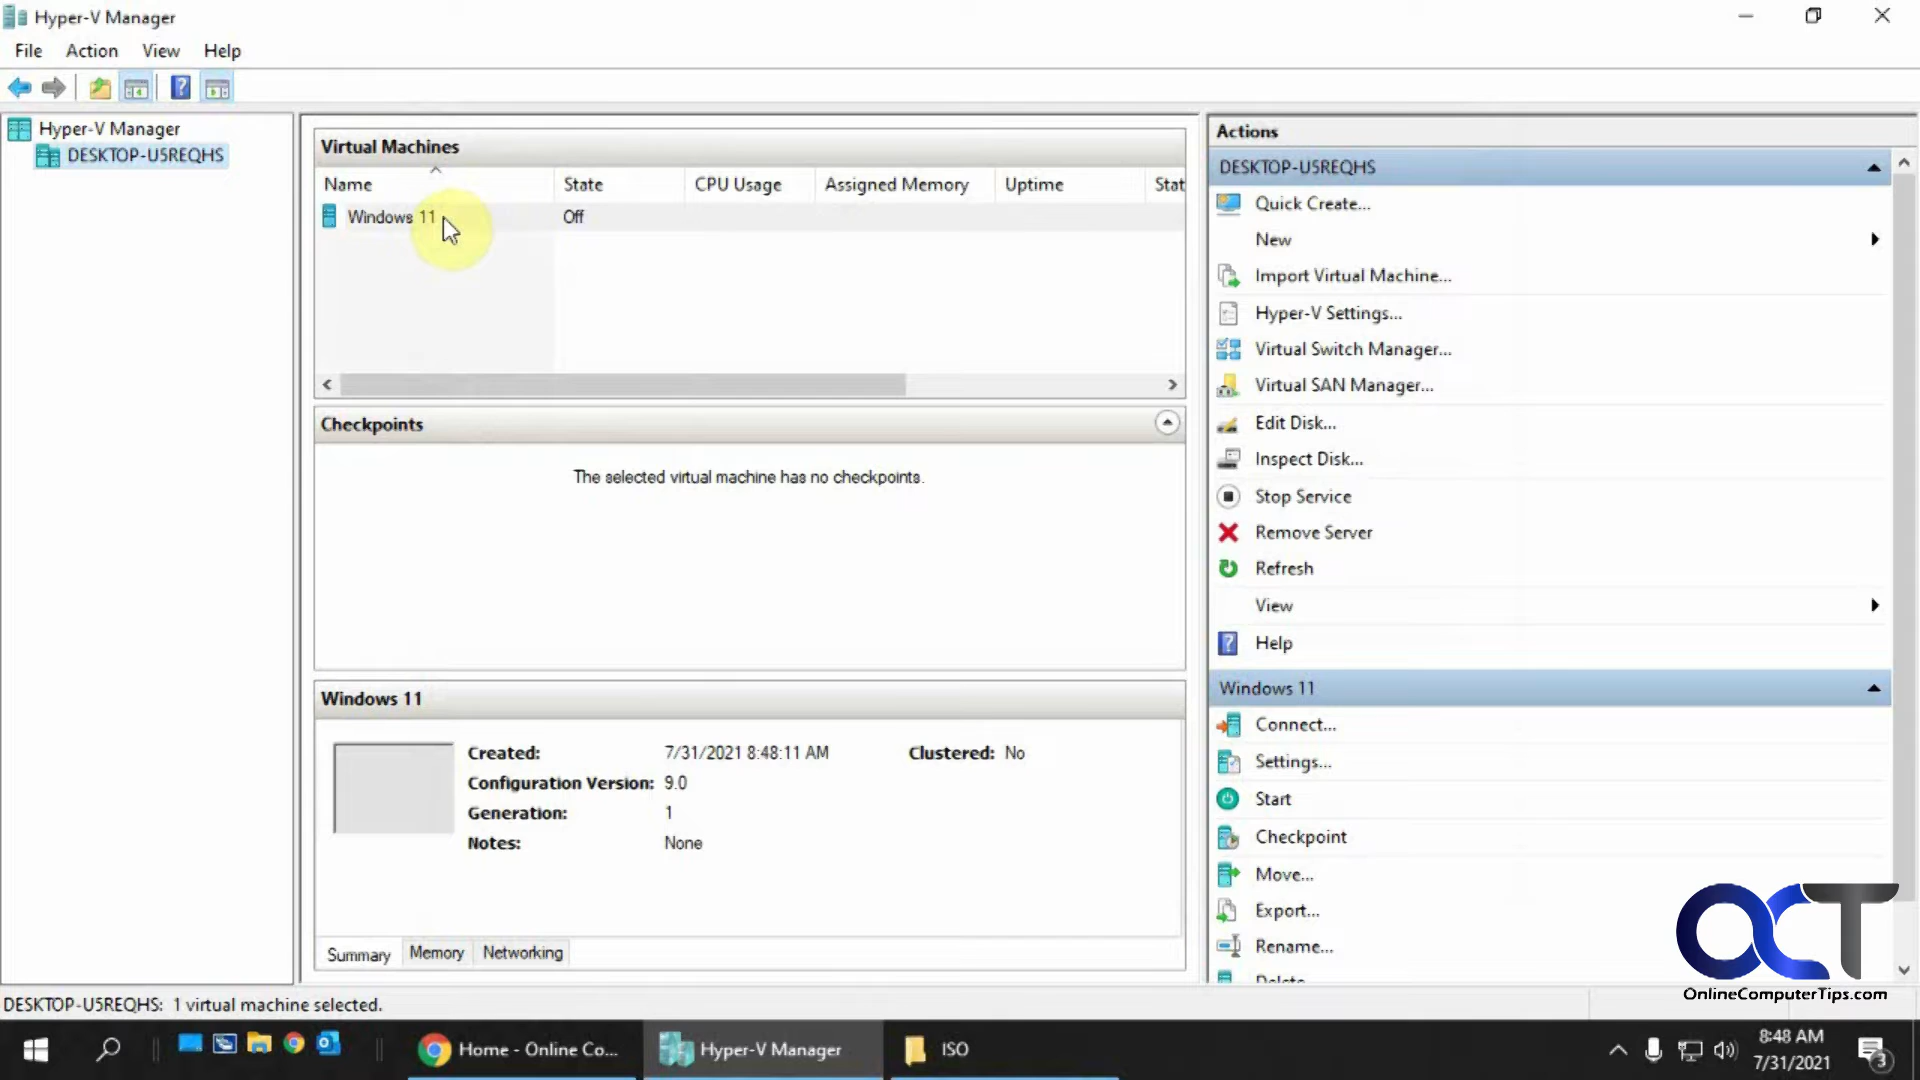 Hyper-V Manager
File Action View Help
Hyper-V Manager
DESKTOP-U5REQHS
Virtual Machines
Name State CPU Usage Assigned Memory Uptime Stat
Windows 11 Off
Checkpoints
The selected virtual machine has no checkpoints.
Windows 11
Created: 7/31/2021 8:48:11 AM Clustered: No
Configuration Version: 9.0
Generation: 1
Notes: None
Summary Memory Networking
Actions
DESKTOP-U5REQHS
Quick Create...
New
Import Virtual Machine...
Hyper-V Settings...
Virtual Switch Manager...
Virtual SAN Manager...
Edit Disk...
Inspect Disk...
Stop Service
Remove Server
Refresh
View
Help
Windows 11
Connect...
Settings...
Start
Checkpoint
Move...
Export...
Rename...
Delete
OCT
OnlineComputerTips.com
DESKTOP-U5REQHS: 1 virtual machine selected.
Home - Online Co... Hyper-V Manager ISO
8:48 AM
7/31/2021
3